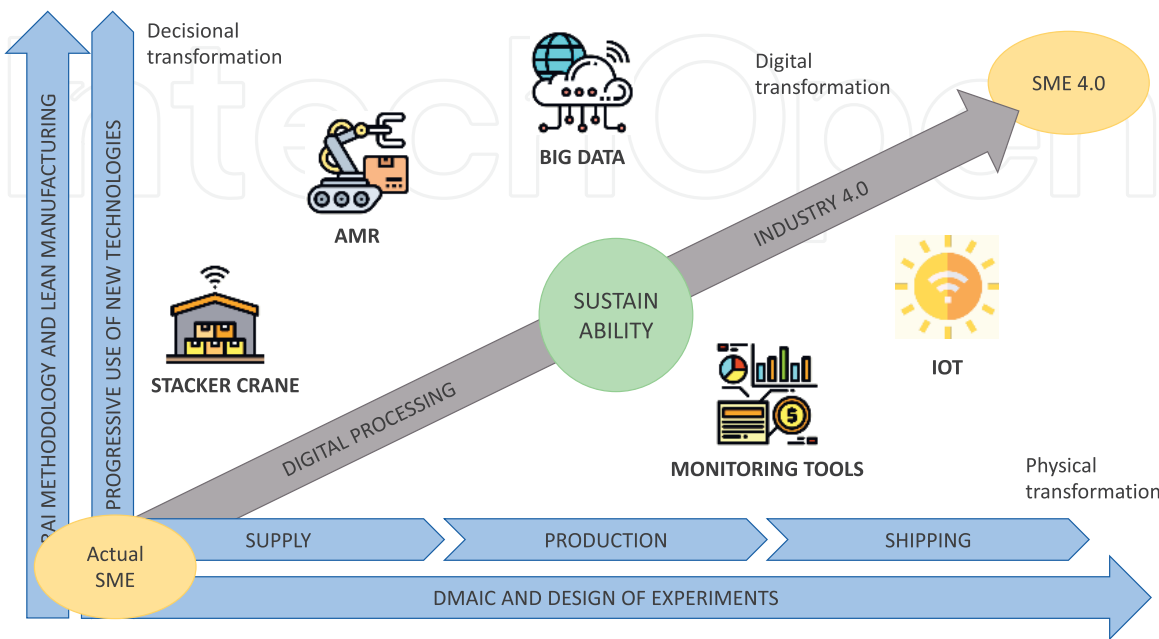 Decisional
transformation
Digital
transformation
SME 4.0
BIG DATA
AMR
INDUSTRY 4.0
SUSTAIN
ABILITY
STACKER CRANE
IOT
DIGITAL PROCESSING
MONITORING TOOLS
METHODOLOGY AND LEAN MANUFACTURING
PROGRESSIVE USE OF NEW TECHNOLOGIES
Physical
transformation
Actual
SME
SUPPLY
PRODUCTION
SHIPPING
DMAIC AND DESIGN OF EXPERIMENTS
IntechOpen